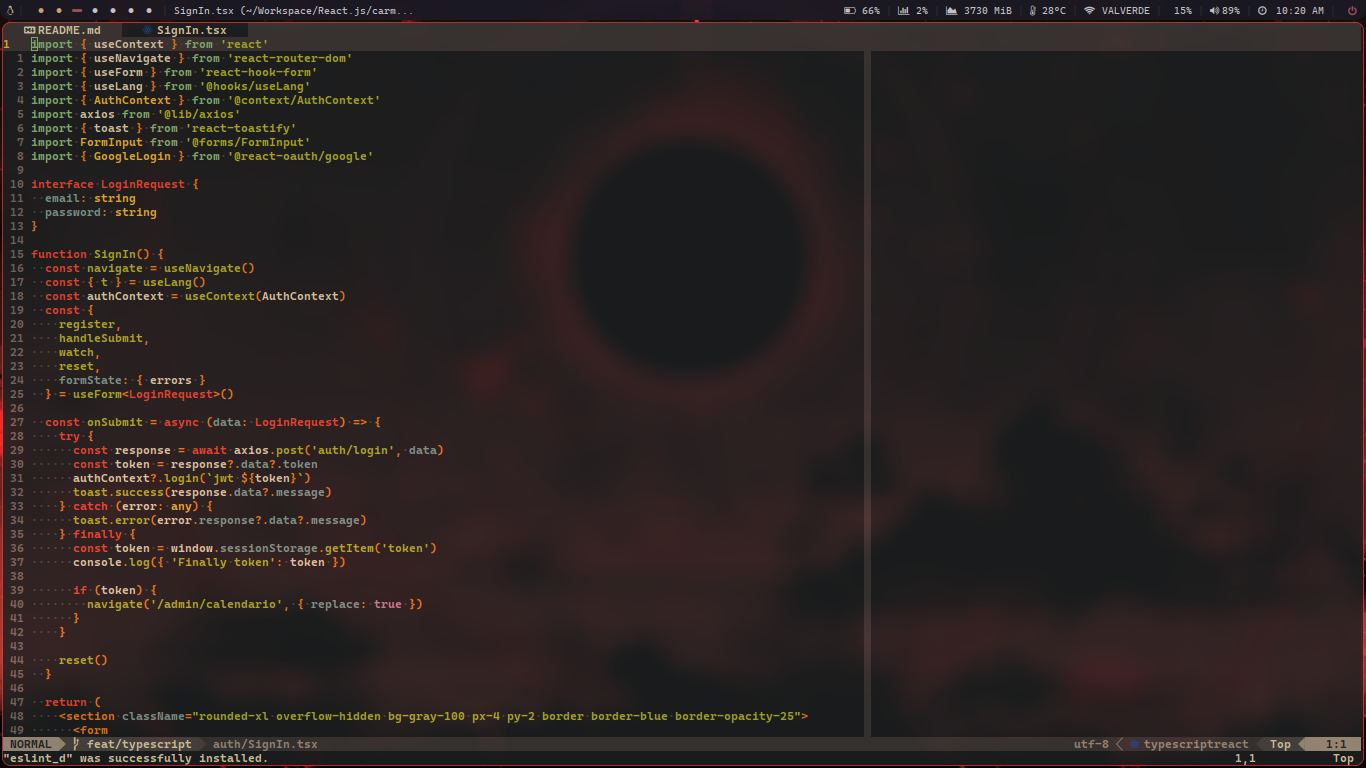 SignIn.tsx (~/Workspace/React.js/carm... 66% 2% 3730 MiB 28°C VALVERDE 15% 89% 10:20 AM
README.md SignIn.tsx
1 import { useContext } from 'react'
1 import { useNavigate } from 'react-router-dom'
2 import { useForm } from 'react-hook-form'
3 import { useLang } from '@hooks/useLang'
4 import { AuthContext } from '@context/AuthContext'
5 import axios from '@lib/axios'
6 import { toast } from 'react-toastify'
7 import FormInput from '@forms/FormInput'
8 import { GoogleLogin } from '@react-oauth/google'
9
10 interface LoginRequest {
11 email: string
12 password: string
13 }
14
15 function SignIn() {
16 const navigate = useNavigate()
17 const { t } = useLang()
18 const authContext = useContext(AuthContext)
19 const {
20 register,
21 handleSubmit,
22 watch,
23 reset,
24 formState: { errors }
25 } = useForm<LoginRequest>()
26
27 const onSubmit = async (data: LoginRequest) => {
28 try {
29 const response = await axios.post('auth/login', data)
30 const token = response?.data?.token
31 authContext?.login(`jwt ${token}`)
32 toast.success(response.data?.message)
33 } catch (error: any) {
34 toast.error(error.response?.data?.message)
35 } finally {
36 const token = window.sessionStorage.getItem('token')
37 console.log({ 'Finally token': token })
38
39 if (token) {
40 navigate('/admin/calendario', { replace: true })
41 }
42 }
43
44 reset()
45 }
46
47 return (
48 <section className="rounded-xl overflow-hidden bg-gray-100 px-4 py-2 border border-blue border-opacity-25">
49 <form
NORMAL feat/typescript auth/SignIn.tsx utf-8 typescriptreact Top 1:1
"eslint_d" was successfully installed. 1,1 Top